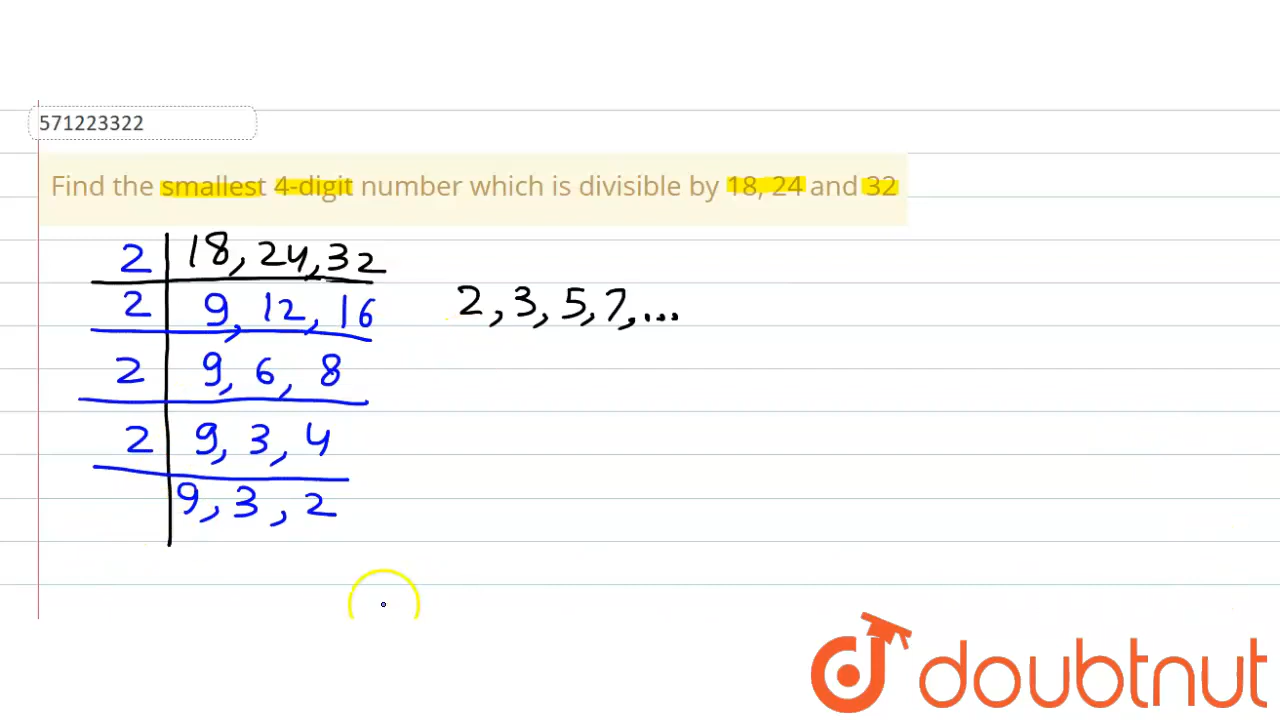 571223322
Find the smallest 4-digit number which is divisible by 18, 24 and 32
2 18, 24, 32
2 9, 12, 16
2, 3, 5, 7, ...
2 9, 6, 8
2 9, 3, 4
9, 3, 2
doubtnut